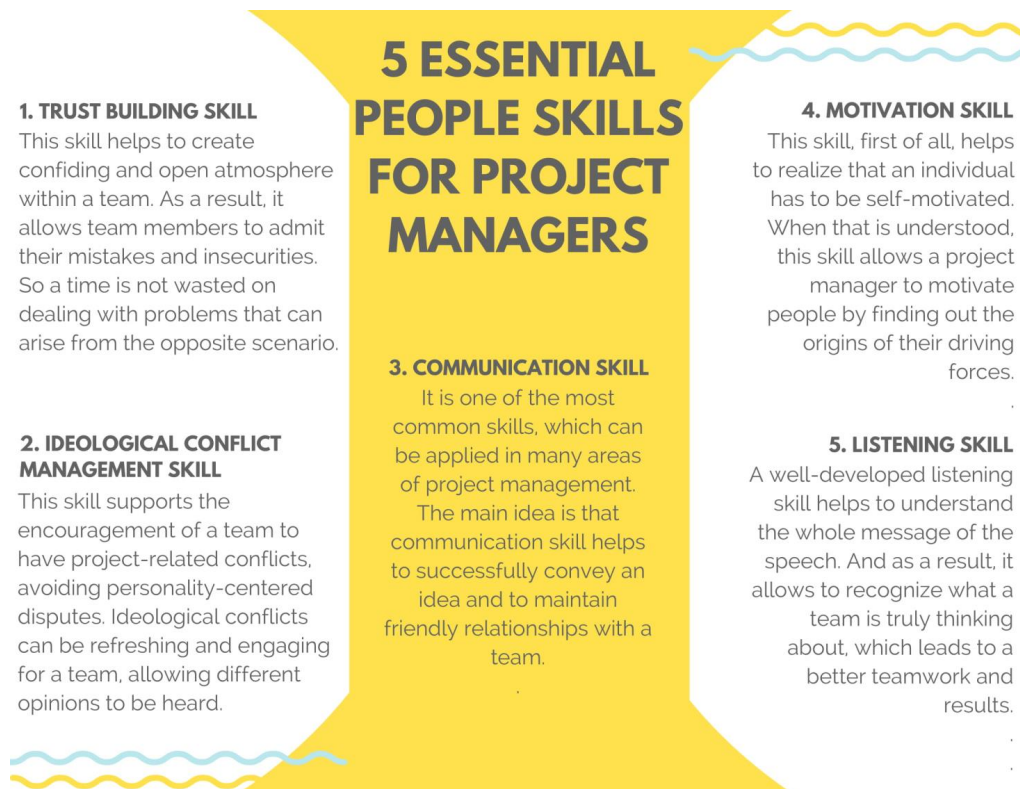 5 ESSENTIAL
PEOPLE SKILLS
FOR PROJECT
MANAGERS
1. TRUST BUILDING SKILL
This skill helps to create
confiding and open atmosphere
within a team. As a result, it
allows team members to admit
their mistakes and insecurities.
So a time is not wasted on
dealing with problems that can
arise from the opposite scenario.
2. IDEOLOGICAL CONFLICT
MANAGEMENT SKILL
This skill supports the
encouragement of a team to
have project-related conflicts,
avoiding personality-centered
disputes. Ideological conflicts
can be refreshing and engaging
for a team, allowing different
opinions to be heard.
3. COMMUNICATION SKILL
It is one of the most
common skills, which can
be applied in many areas
of project management.
The main idea is that
communication skill helps
to successfully convey an
idea and to maintain
friendly relationships with a
team.
.
4. MOTIVATION SKILL
This skill, first of all, helps
to realize that an individual
has to be self-motivated.
When that is understood,
this skill allows a project
manager to motivate
people by finding out the
origins of their driving
forces.
.
5. LISTENING SKILL
A well-developed listening
skill helps to understand
the whole message of the
speech. And as a result, it
allows to recognize what a
team is truly thinking
about, which leads to a
better teamwork and
results.
.
.